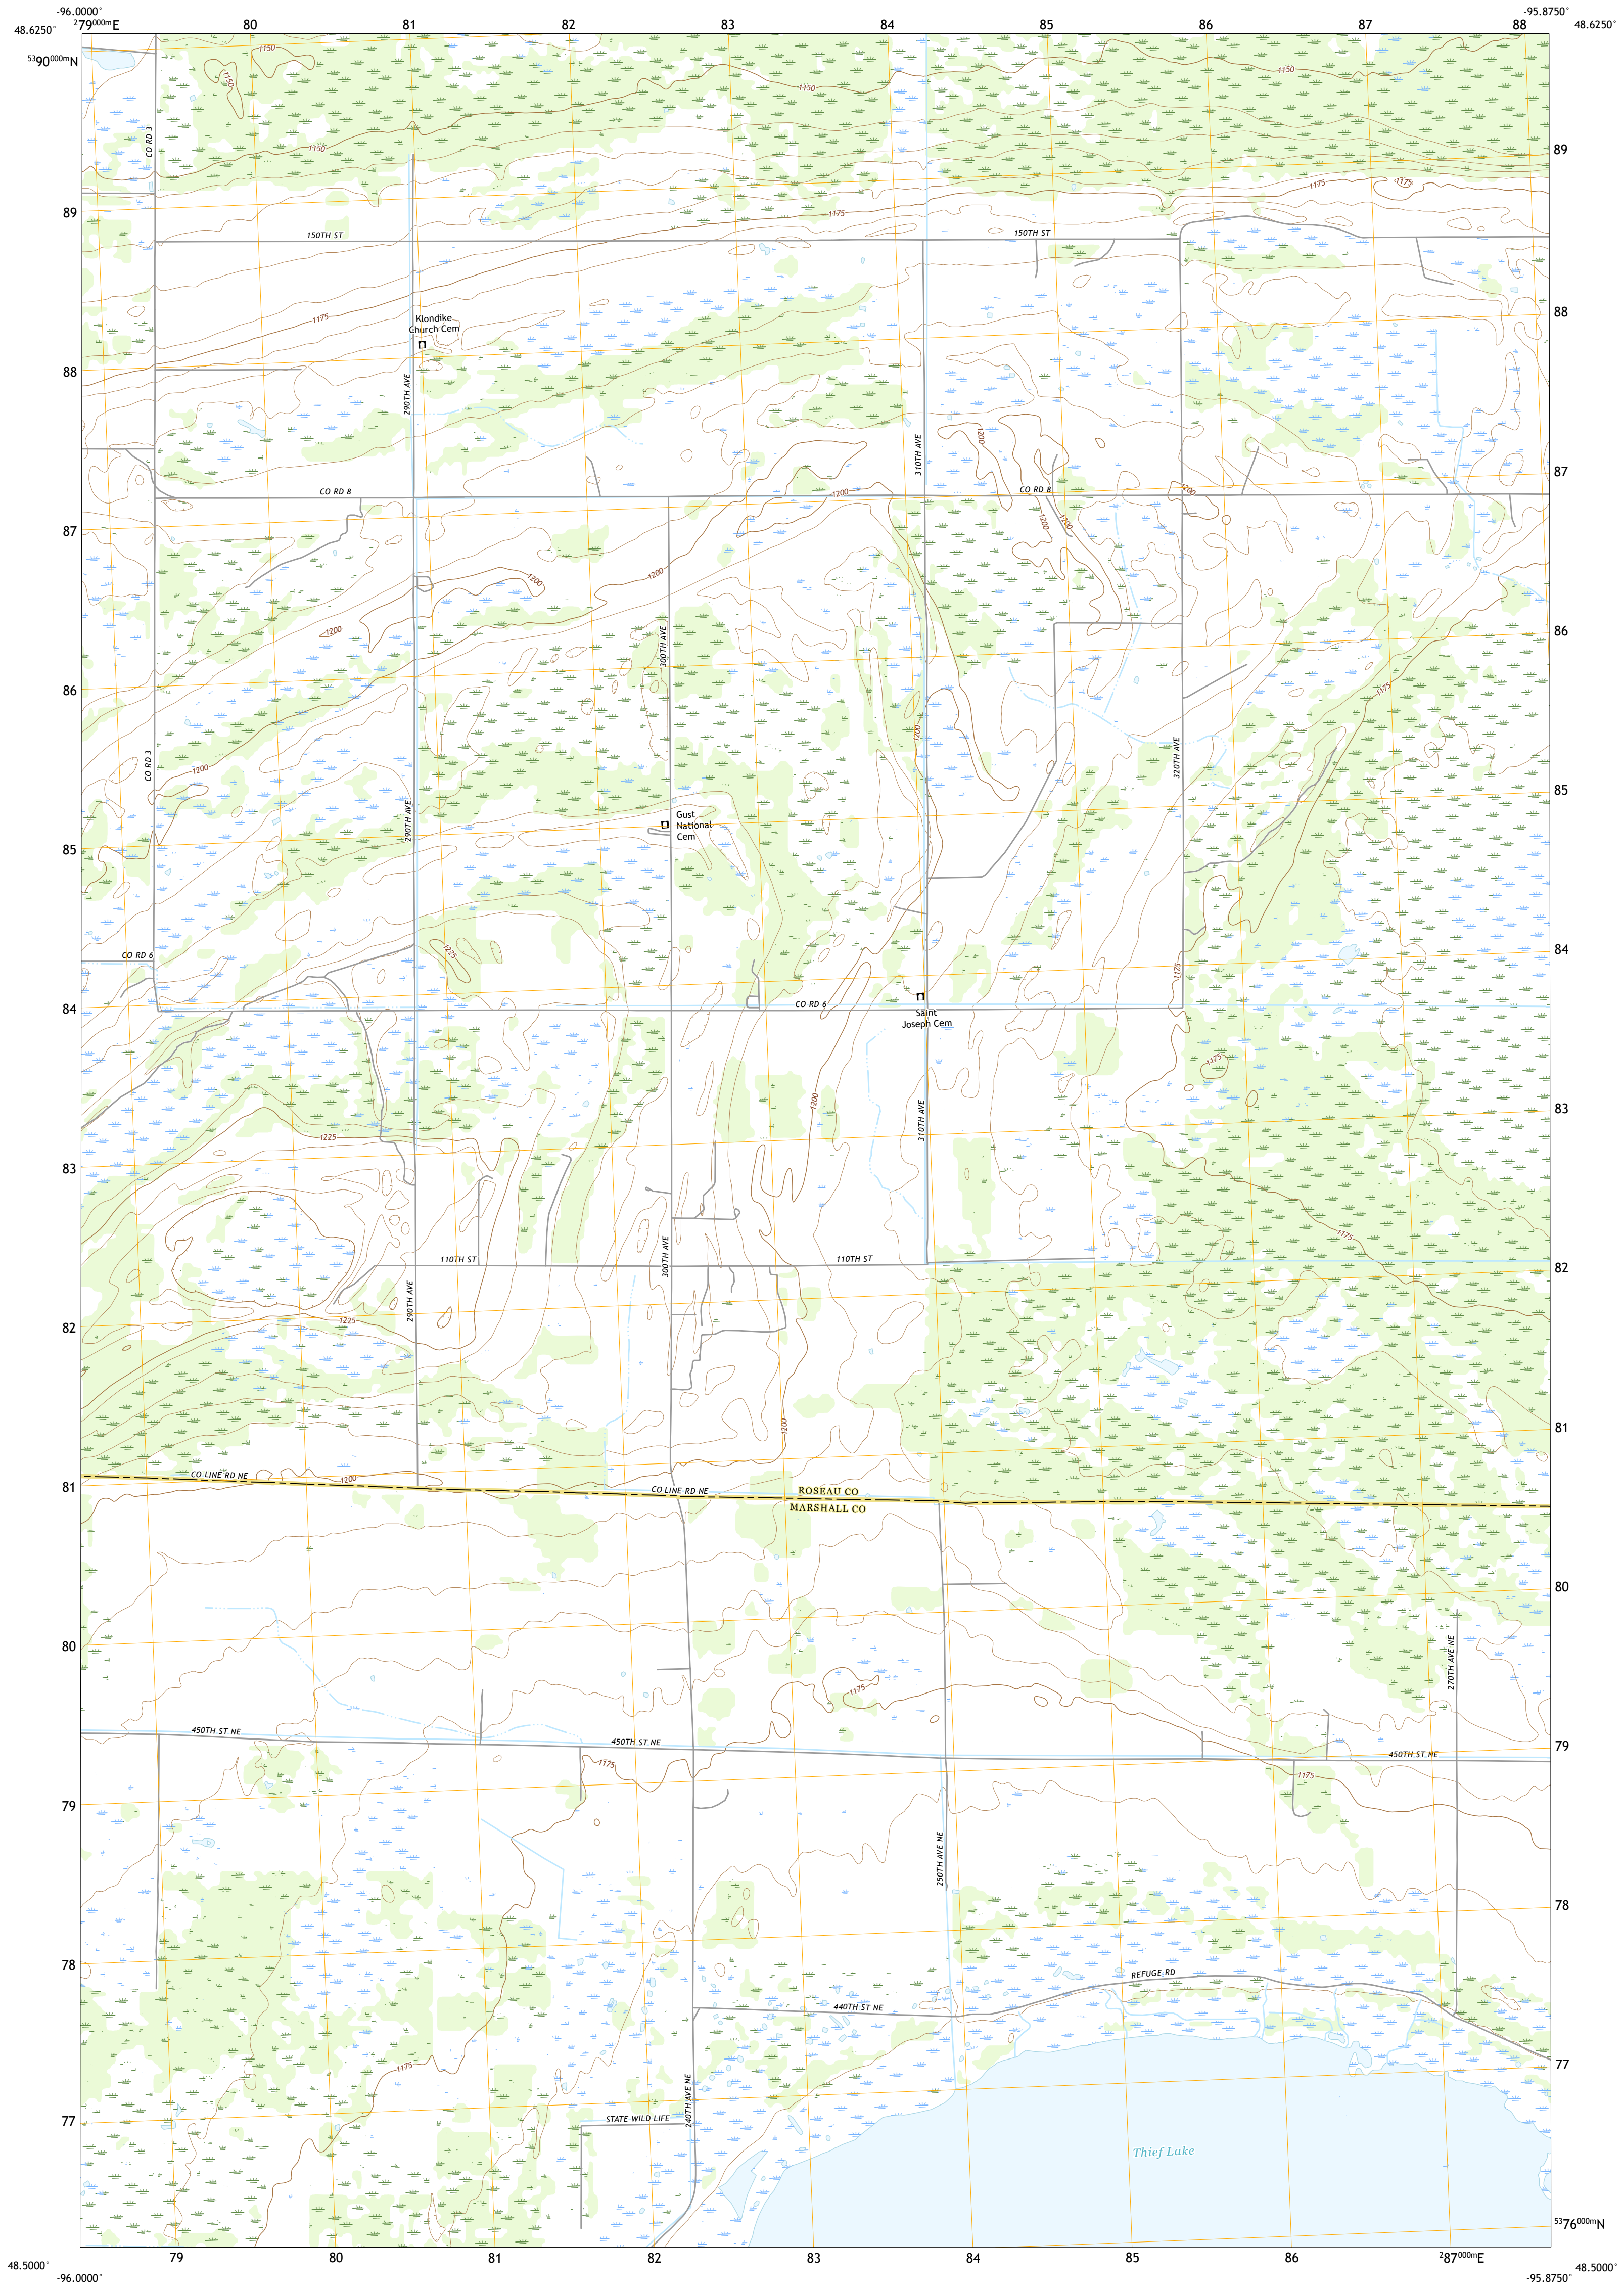 -96.0000°
-95.8750°
48.6250°
²79⁰⁰⁰ᵐE
80
81
82
83
84
85
86
87
88
48.6250°
⁵³90⁰⁰⁰ᵐN
1150
1150
1150
1150
CO RD 3
1150
89
1175
1175
89
1175
150TH ST
150TH ST
88
1175
Klondike
Church Cem
88
290TH AVE
310TH AVE
1200
87
CO RD 8
1200
CO RD 8
1200
87
1200
1200
1200
1200
1200
300TH AVE
86
86
1175
1200
CO RD 3
1200
320TH AVE
85
290TH AVE
Gust
National
Cem
85
1225
84
CO RD 6
1175
84
CO RD 6
Saint
Joseph Cem
1175
1200
310TH AVE
83
1225
83
300TH AVE
1175
110TH ST
110TH ST
82
290TH AVE
1225
82
1200
81
CO LINE RD NE
1200
81
CO LINE RD NE
ROSEAU CO
MARSHALL CO
80
80
270TH AVE NE
1175
450TH ST NE
450TH ST NE
79
450TH ST NE
1175
1175
79
250TH AVE NE
78
78
REFUGE RD
440TH ST NE
77
1175
77
240TH AVE NE
STATE WILD LIFE
Thief Lake
⁵³76⁰⁰⁰ᵐN
79
80
81
82
83
84
85
86
²87⁰⁰⁰ᵐE
48.5000°
48.5000°
-96.0000°
-95.8750°